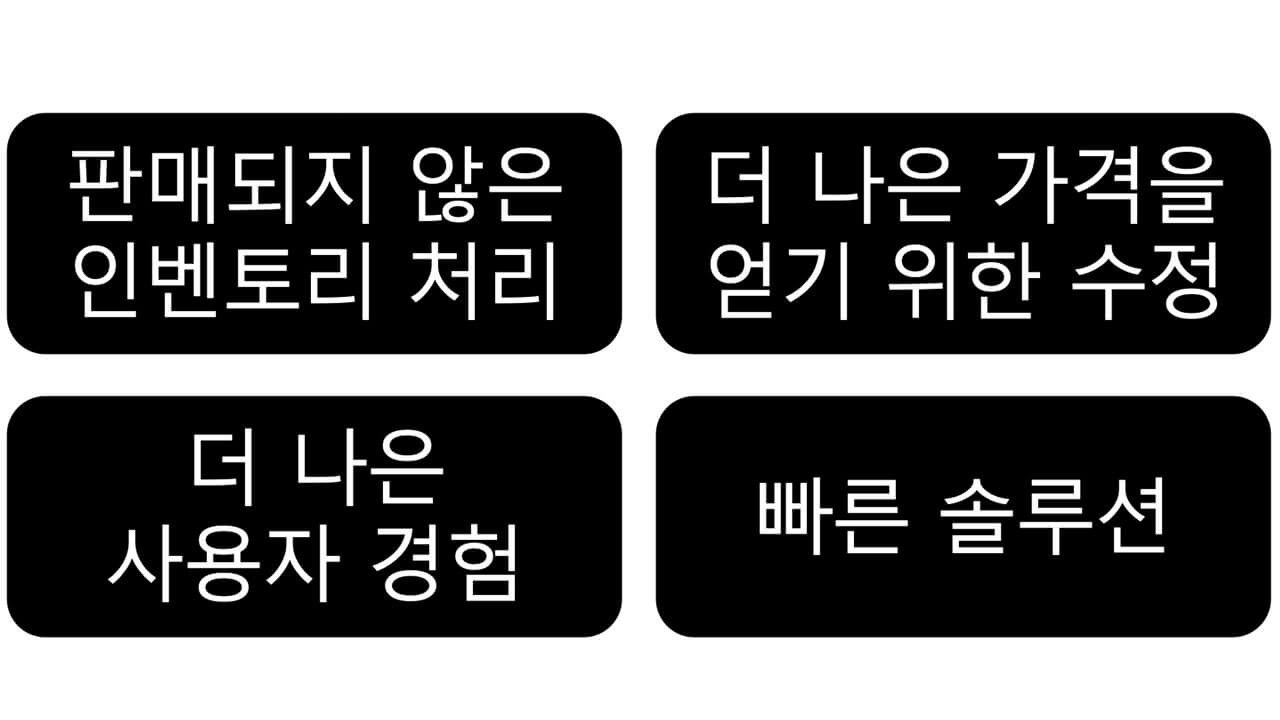 판매되지 않은
인벤토리 처리
더 나은 가격을
얻기 위한 수정
더 나은
사용자 경험
빠른 솔루션